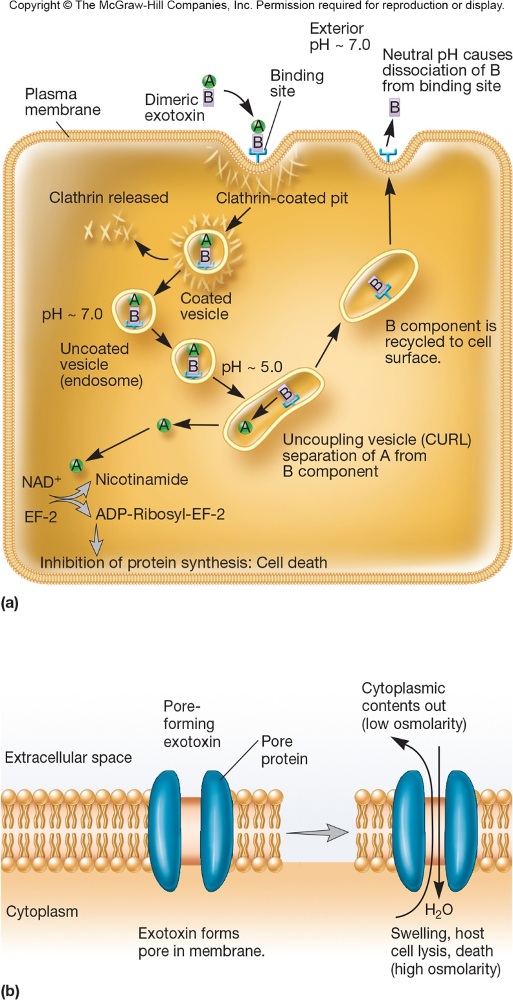 Copyright © The McGraw-Hill Companies, Inc. Permission required for reproduction or display.
Exterior
pH ~ 7.0
Neutral pH causes
dissociation of B
from binding site
Binding
site
Plasma
membrane
Dimeric
exotoxin
A
B
A
B
B
Clathrin released
Clathrin-coated pit
A
B
Coated
vesicle
A
B
pH ~ 7.0
Uncoated
vesicle
(endosome)
A
B
pH ~ 5.0
B
B component is
recycled to cell
surface.
B
A
Uncoupling vesicle (CURL)
separation of A from
B component
A
A
NAD+
Nicotinamide
EF-2
ADP-Ribosyl-EF-2
Inhibition of protein synthesis: Cell death
(a)
Pore-
forming
exotoxin
Pore
protein
Extracellular space
Cytoplasmic
contents out
(low osmolarity)
Cytoplasm
Exotoxin forms
pore in membrane.
H2O
Swelling, host
cell lysis, death
(high osmolarity)
(b)